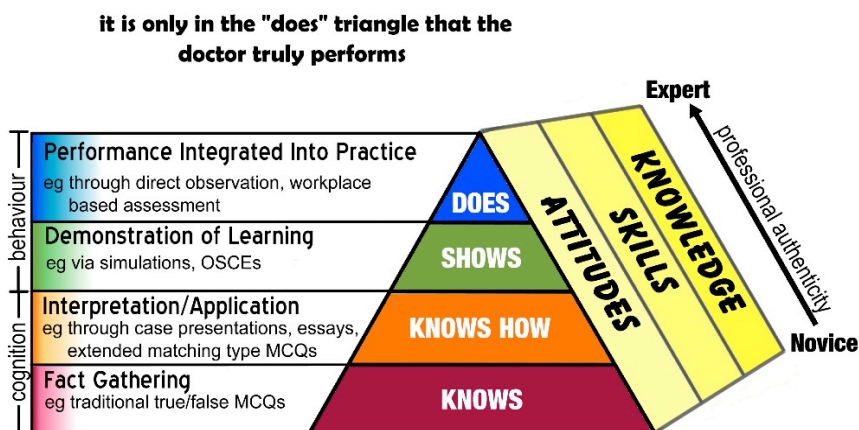 it is only in the "does" triangle that the
doctor truly performs
Expert
professional authenticity
Novice
behaviour
cognition
Performance Integrated Into Practice
eg through direct observation, workplace
based assessment
DOES
Demonstration of Learning
eg via simulations, OSCEs
SHOWS
Interpretation/Application
eg through case presentations, essays,
extended matching type MCQs
KNOWS HOW
Fact Gathering
eg traditional true/false MCQs
KNOWS
ATTITUDES
SKILLS
KNOWLEDGE